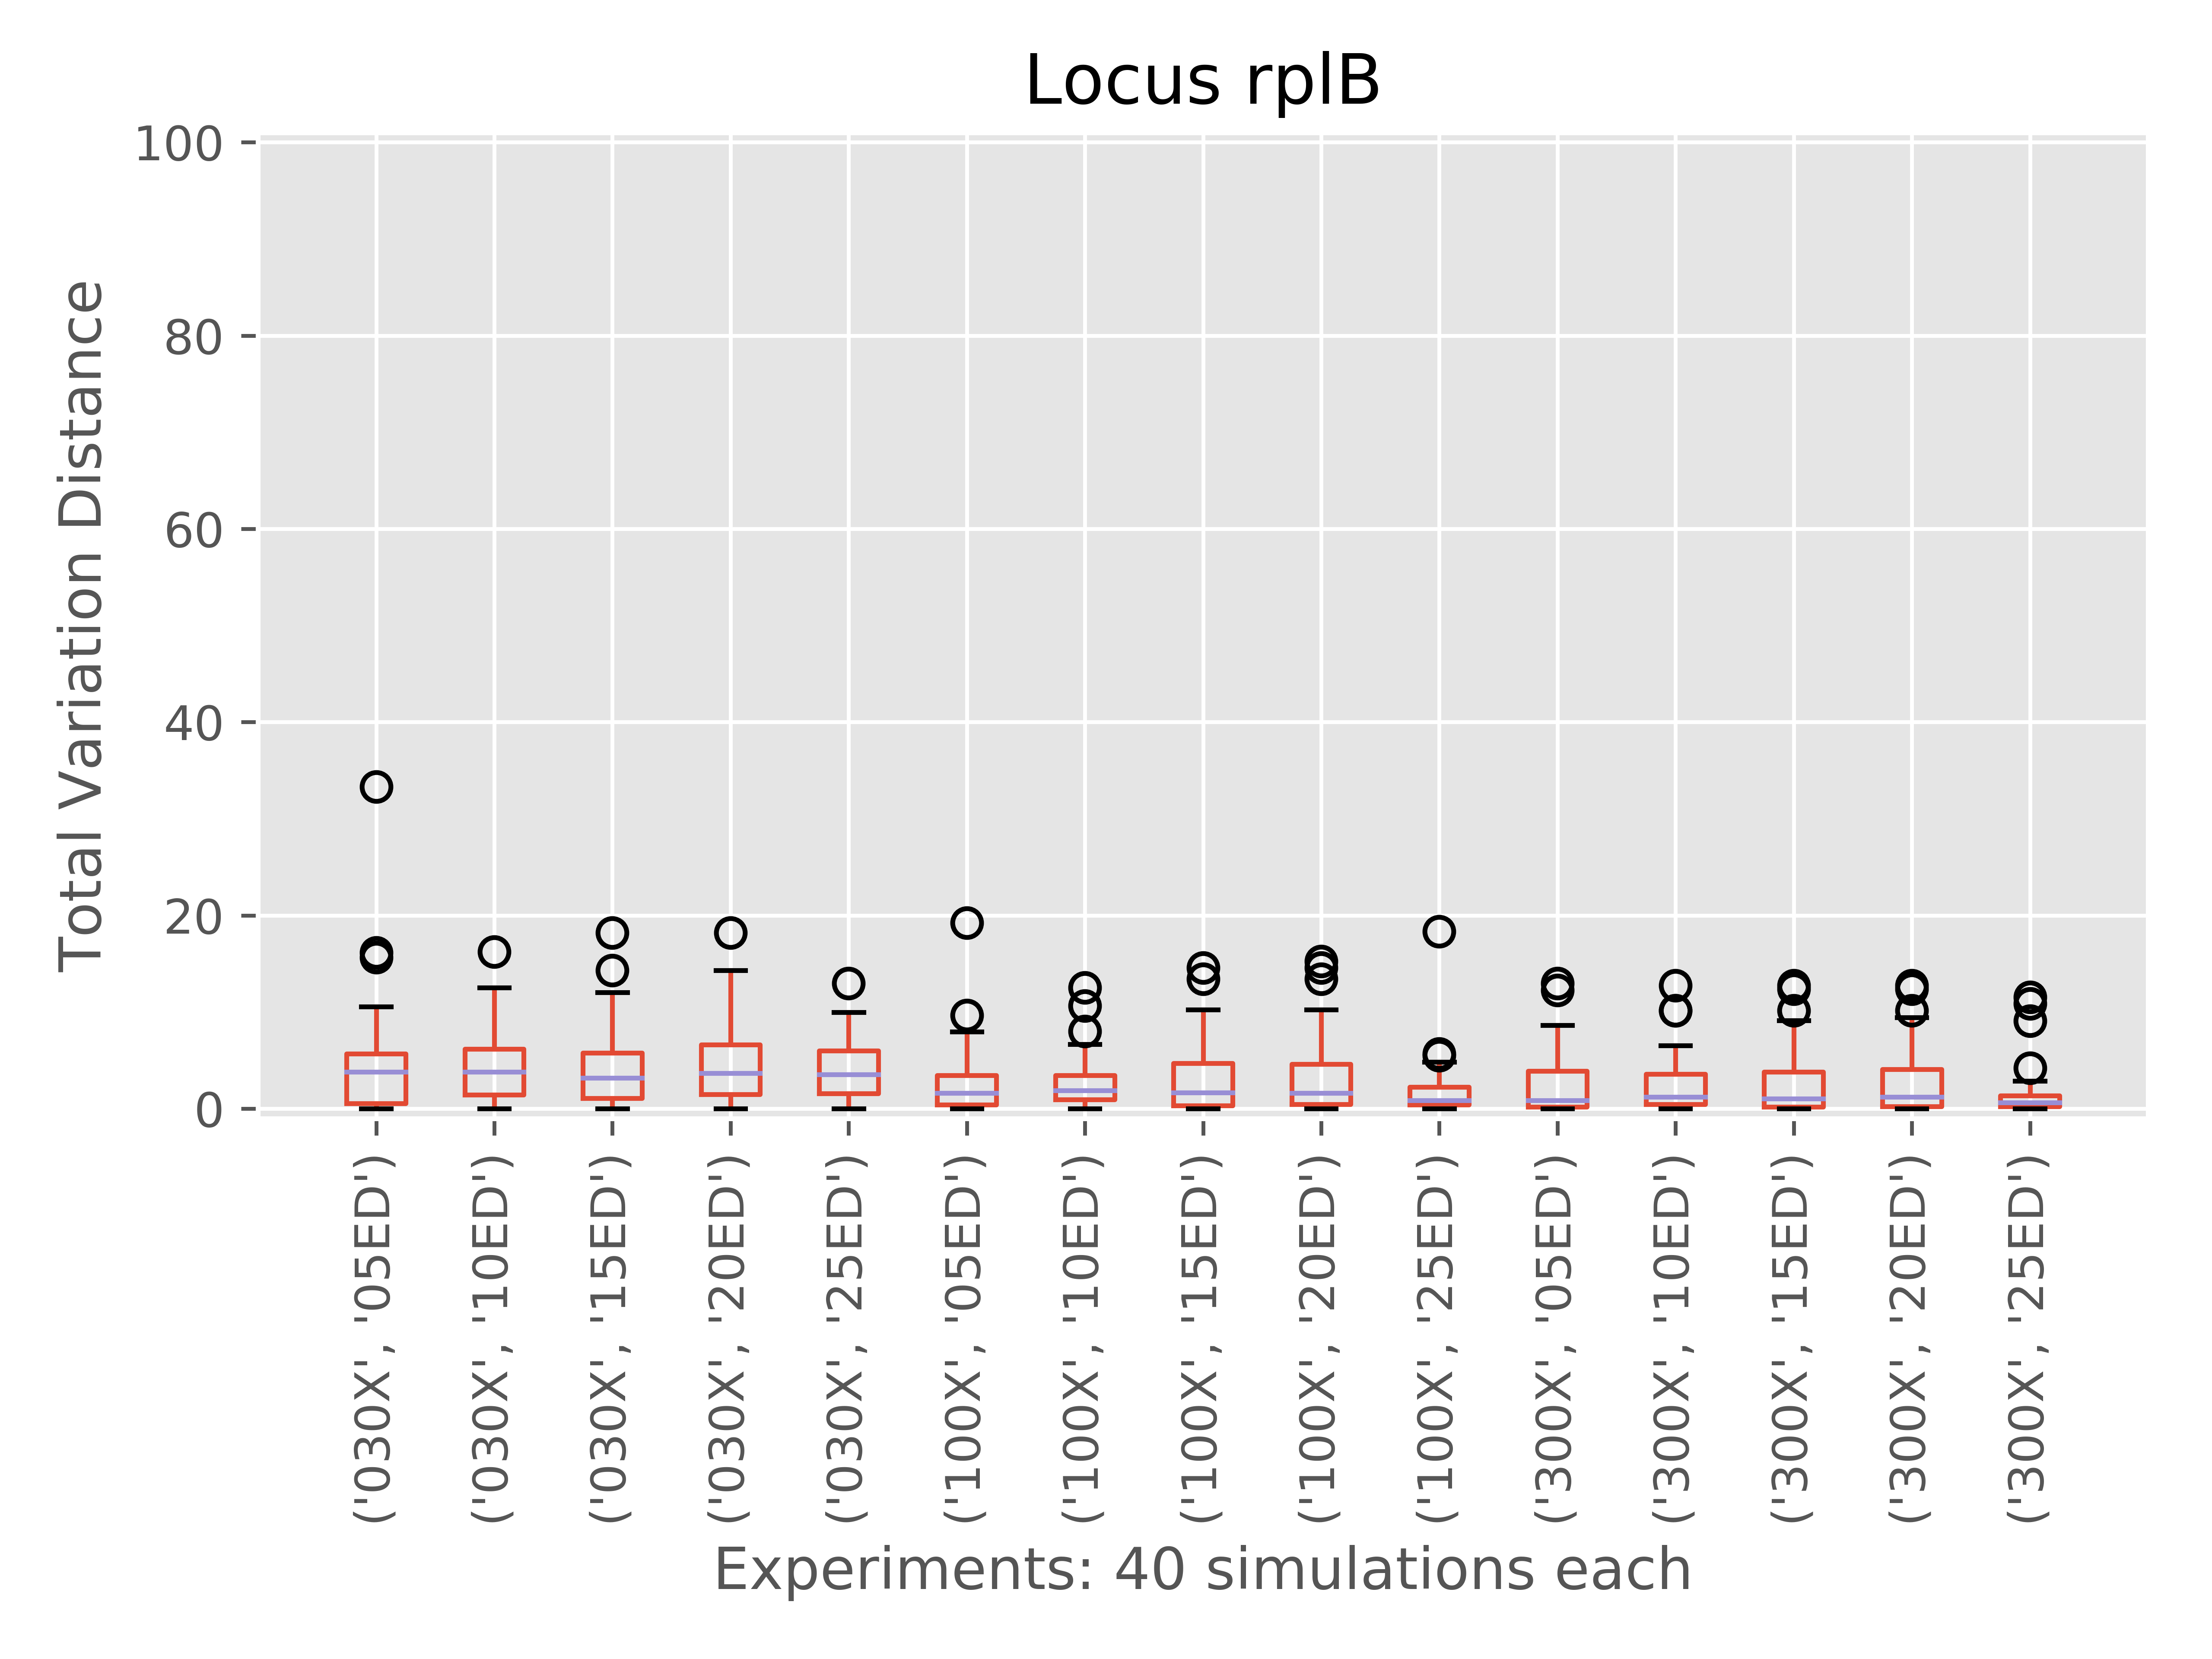 Locus rplB
Total Variation Distance
100
80
60
40
20
0
('030X', '05ED')
('030X', '10ED')
('030X', '15ED')
('030X', '20ED')
('030X', '25ED')
('100X', '05ED')
('100X', '10ED')
('100X', '15ED')
('100X', '20ED')
('100X', '25ED')
('300X', '05ED')
('300X', '10ED')
('300X', '15ED')
('300X', '20ED')
('300X', '25ED')
Experiments: 40 simulations each